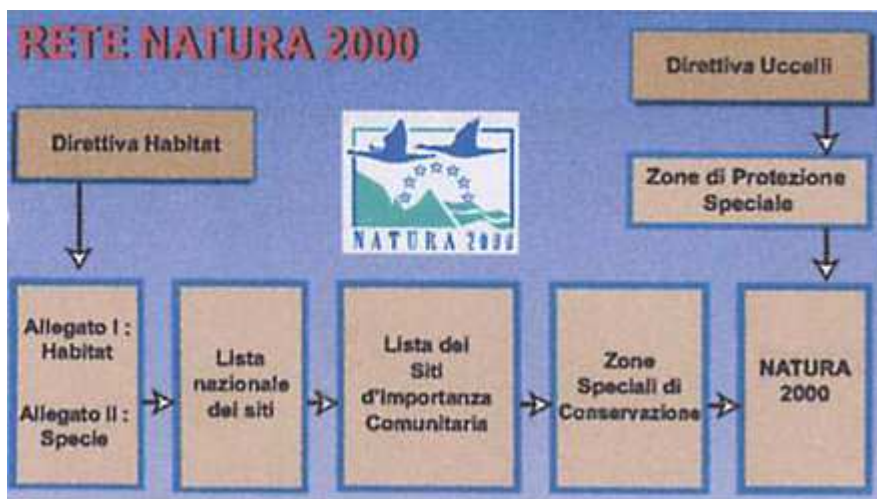 RETE NATURA 2000
Direttiva Uccelli
Direttiva Habitat
Zone di Protezione
Speciale
NATURA 2000
Allegato I :
Habitat
Allegato II :
Specie
Lista
nazionale
dei siti
Lista dei
Siti
d'Importanza
Comunitaria
Zone
Speciali di
Conservazione
NATURA
2000